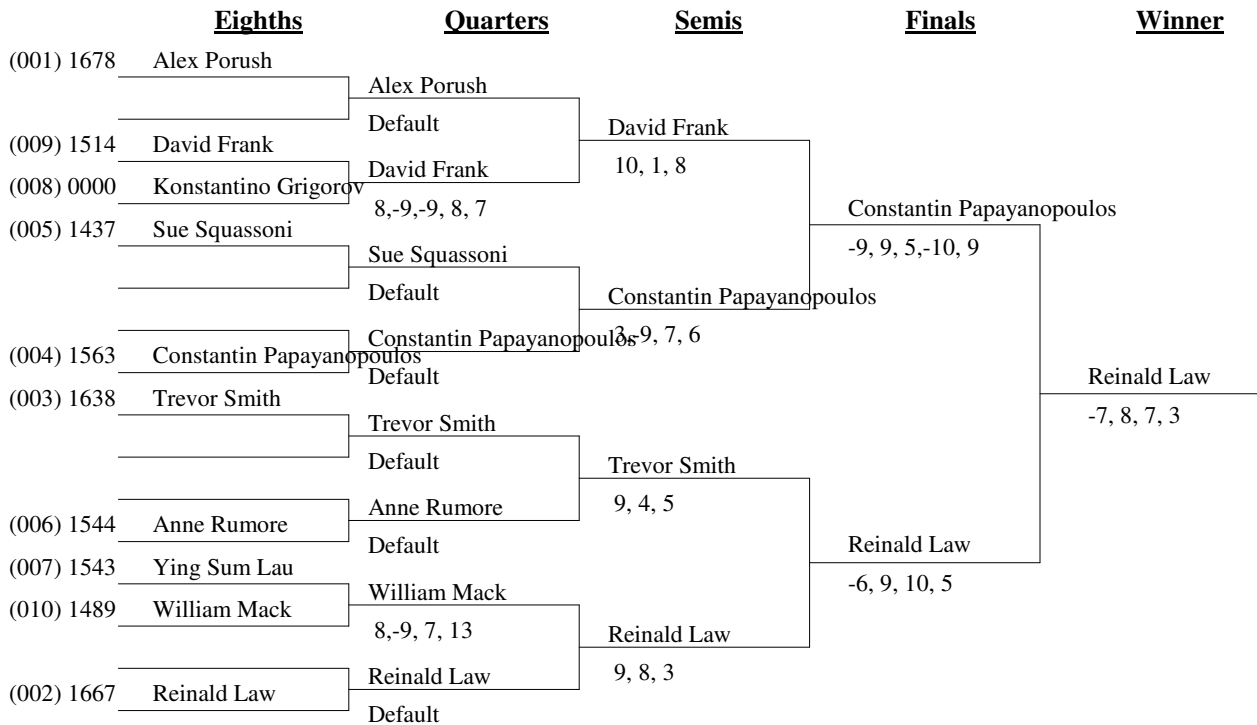 Eighths Quarters Semis Finals Winner
(001) 1678 Alex Porush
Alex Porush
Default
David Frank
(009) 1514 David Frank
10, 1, 8
David Frank
(008) 0000 Konstantino Grigorov
8,-9,-9, 8, 7
Constantin Papayanopoulos
(005) 1437 Sue Squassoni
-9, 9, 5,-10, 9
Sue Squassoni
Default
Constantin Papayanopoulos
3,-9, 7, 6
Constantin Papayanopoulos
(004) 1563 Constantin Papayanopoulos
Default
Reinald Law
(003) 1638 Trevor Smith
-7, 8, 7, 3
Trevor Smith
Default
Trevor Smith
9, 4, 5
Anne Rumore
(006) 1544 Anne Rumore
Default
Reinald Law
(007) 1543 Ying Sum Lau
-6, 9, 10, 5
William Mack
(010) 1489 William Mack
8,-9, 7, 13
Reinald Law
9, 8, 3
Reinald Law
(002) 1667 Reinald Law
Default